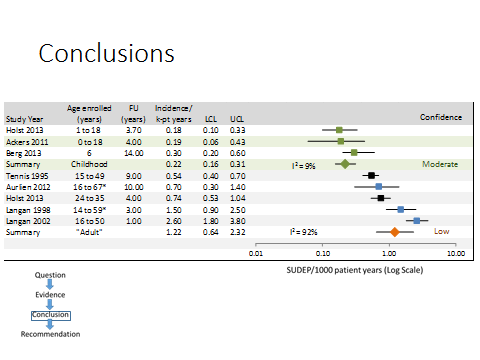 Conclusions
Age enrolled FU Incidence/
Study Year (years) (years) k-pt years LCL UCL Confidence
Holst 2013 1 to 18 3.70 0.18 0.10 0.33
Ackers 2011 0 to 18 4.00 0.19 0.06 0.43
Berg 2013 6 14.00 0.30 0.20 0.60
Summary Childhood 0.22 0.16 0.31 I² = 9% Moderate
Tennis 1995 15 to 49 9.00 0.54 0.40 0.70
Aurlien 2012 16 to 67* 10.00 0.70 0.30 1.40
Holst 2013 24 to 35 4.00 0.74 0.53 1.04
Langan 1998 14 to 59* 3.00 1.50 0.90 2.50
Langan 2002 16 to 50 1.00 2.60 1.80 3.80
Summary "Adult" 1.22 0.64 2.32 I² = 92% Low
0.01 0.10 1.00 10.00
SUDEP/1000 patient years (Log Scale)
Question
Evidence
Conclusion
Recommendation